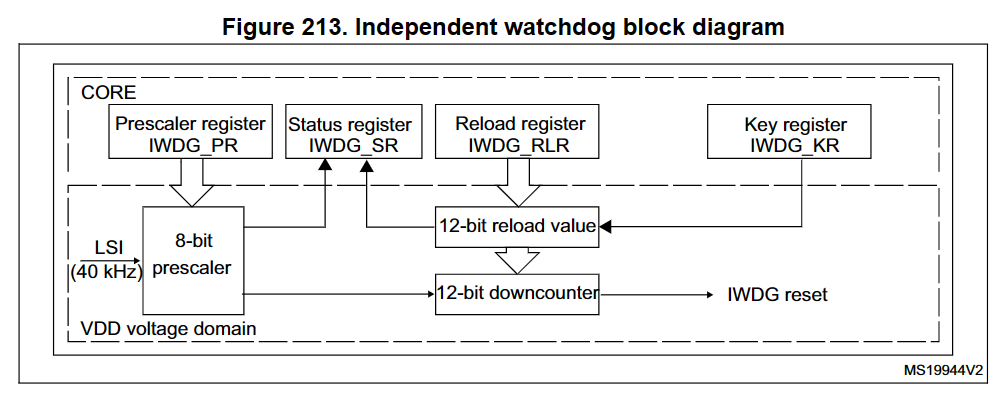 Figure 213. Independent watchdog block diagram
CORE
Prescaler register
IWDG_PR
Status register
IWDG_SR
Reload register
IWDG_RLR
Key register
IWDG_KR
LSI
(40 kHz)
8-bit
prescaler
12-bit reload value
12-bit downcounter
IWDG reset
VDD voltage domain
MS19944V2